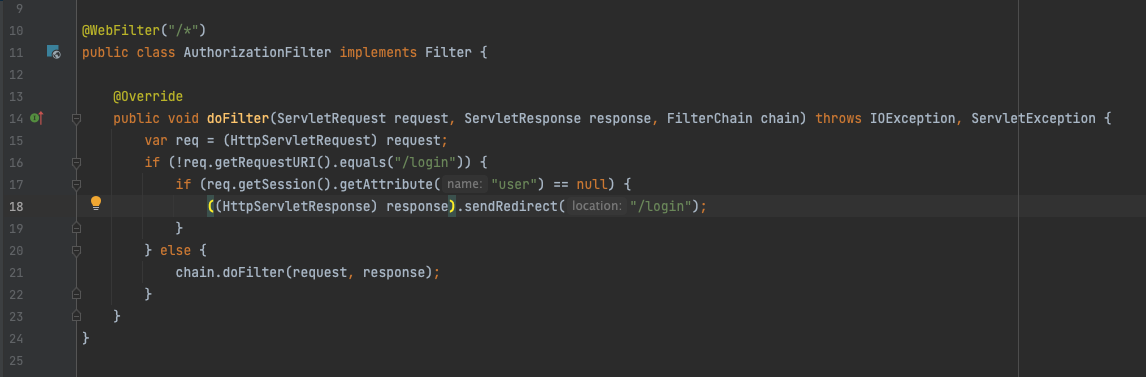 9
10 @WebFilter("/*")
11 public class AuthorizationFilter implements Filter {
12
13 @Override
14 public void doFilter(ServletRequest request, ServletResponse response, FilterChain chain) throws IOException, ServletException {
15 var req = (HttpServletRequest) request;
16 if (!req.getRequestURI().equals("/login")) {
17 if (req.getSession().getAttribute( name: "user") == null) {
18 ((HttpServletResponse) response).sendRedirect( location: "/login");
19 }
20 } else {
21 chain.doFilter(request, response);
22 }
23 }
24 }
25